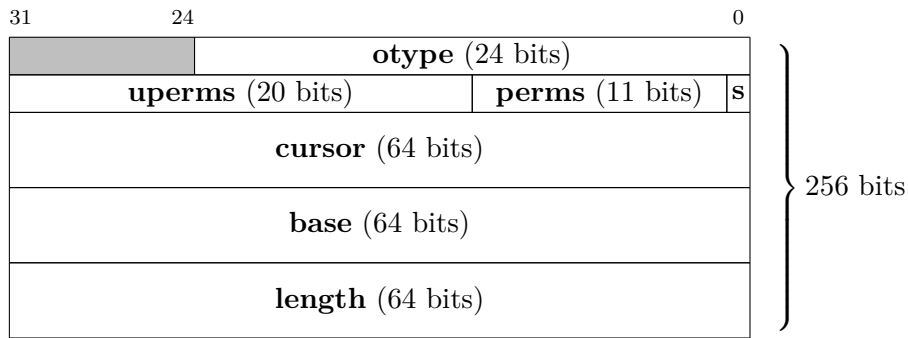 31 24 0
otype (24 bits)
uperms (20 bits) perms (11 bits) s
cursor (64 bits)
base (64 bits)
256 bits
length (64 bits)